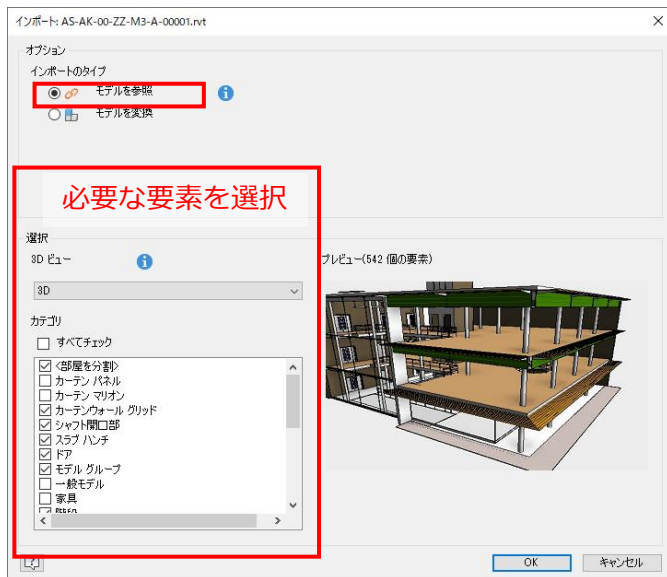 インポート: AS-AK-00-ZZ-M3-A-00001.rvt
オプション
インポートのタイプ
モデルを参照
モデルを変換
必要な要素を選択
選択
3D ビュー
プレビュー(542 個の要素)
3D
カテゴリ
すべてチェック
<部屋を分割>
カーテン パネル
カーテン マリオン
カーテンウォール グリッド
シャフト開口部
スラブ ハンチ
ドア
モデル グループ
一般モデル
家具
階段
OK
キャンセル